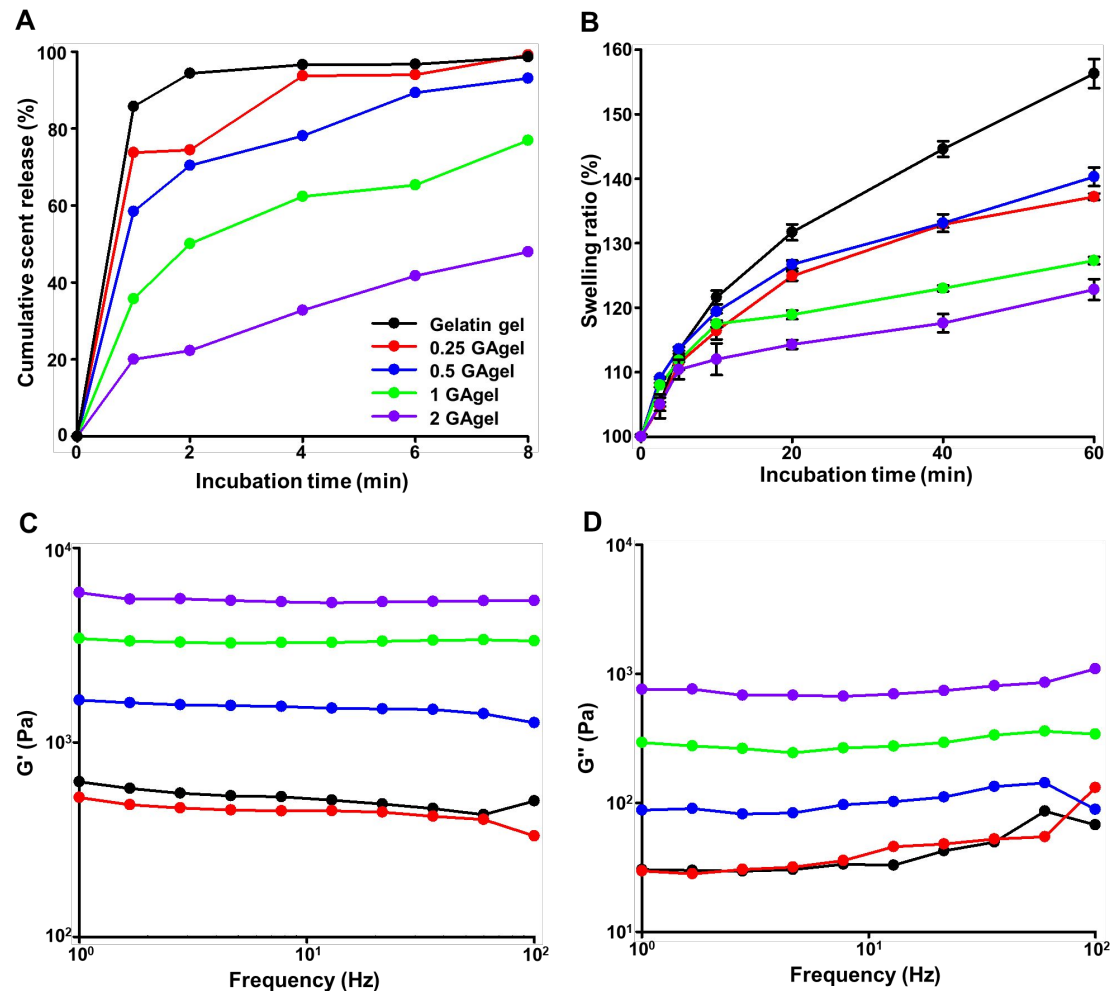 A
Cumulative scent release (%)
100
80
60
40
20
0
0
2
4
6
8
Incubation time (min)
Gelatin gel
0.25 GAgel
0.5 GAgel
1 GAgel
2 GAgel
B
Swelling ratio (%)
160
150
140
130
120
110
100
0
20
40
60
Incubation time (min)
C
G' (Pa)
10⁴
10³
10²
10⁰
10¹
10²
Frequency (Hz)
D
G'' (Pa)
10⁴
10³
10²
10¹
10⁰
10¹
10²
Frequency (Hz)